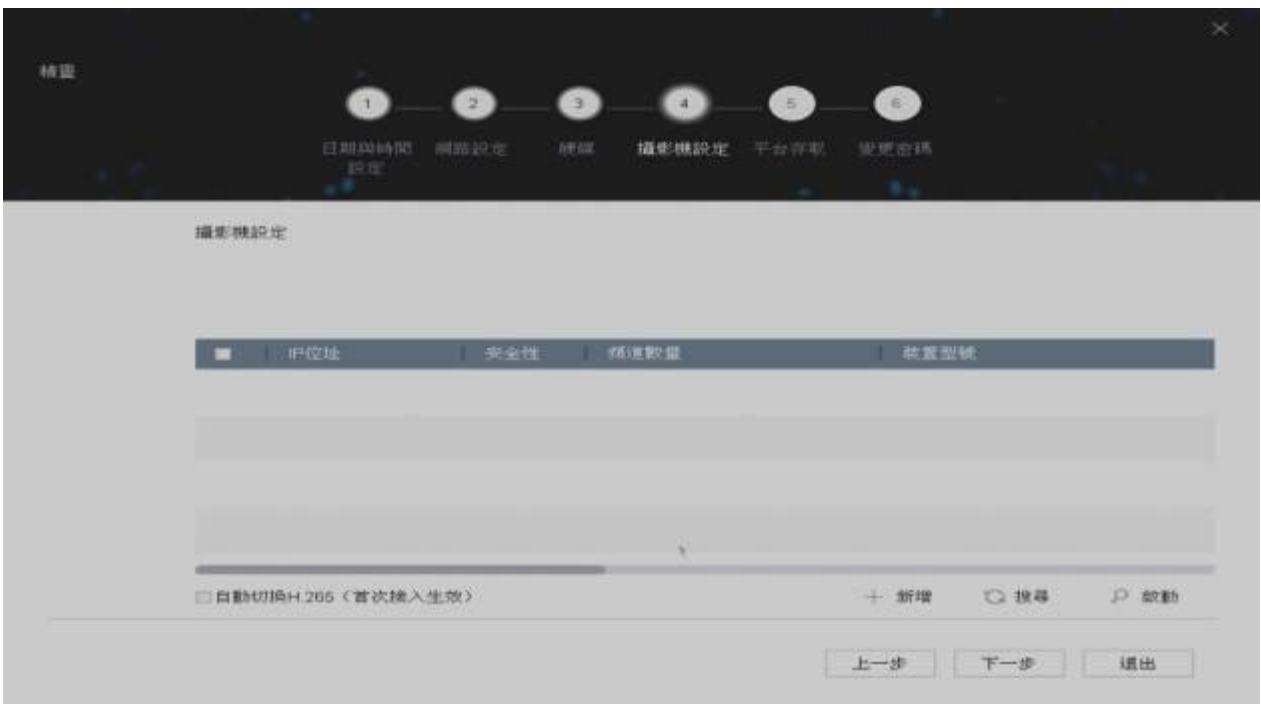 精靈
1
2
3
4
5
6
日期與時間
設定
網路設定
硬碟
攝影機設定
平台存取
變更密碼
攝影機設定
IP位址
安全性
頻道數量
裝置型號
自動切換H.265（首次接入生效）
新增
搜尋
啟動
上一步
下一步
退出